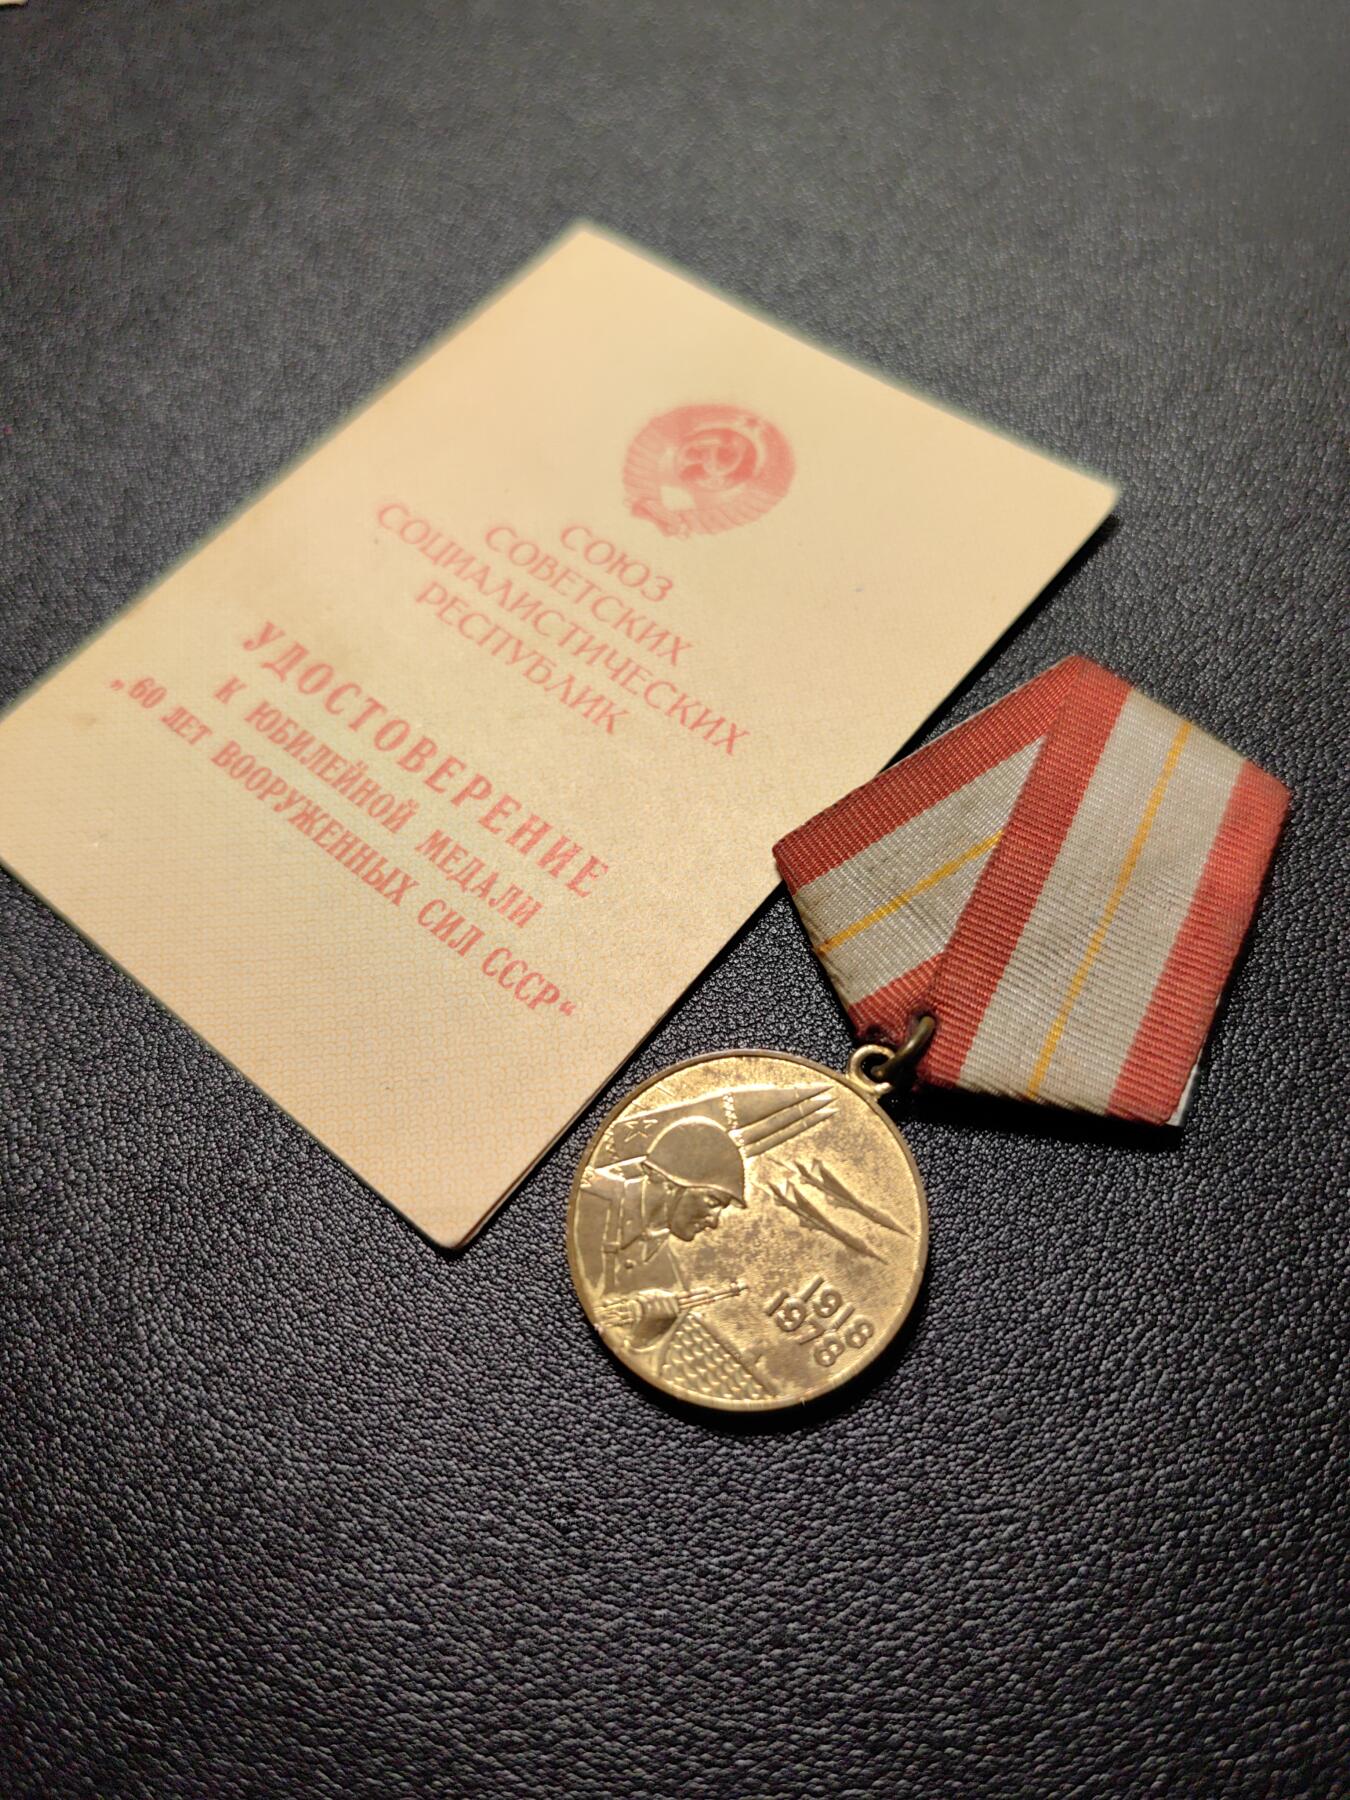 СОЮЗ
СОВЕТСКИХ
СОЦИАЛИСТИЧЕСКИХ
РЕСПУБЛИК
УДОСТОВЕРЕНИЕ
К ЮБИЛЕЙНОЙ МЕДАЛИ
„60 ЛЕТ ВООРУЖЕННЫХ СИЛ СССР“
1918
1978